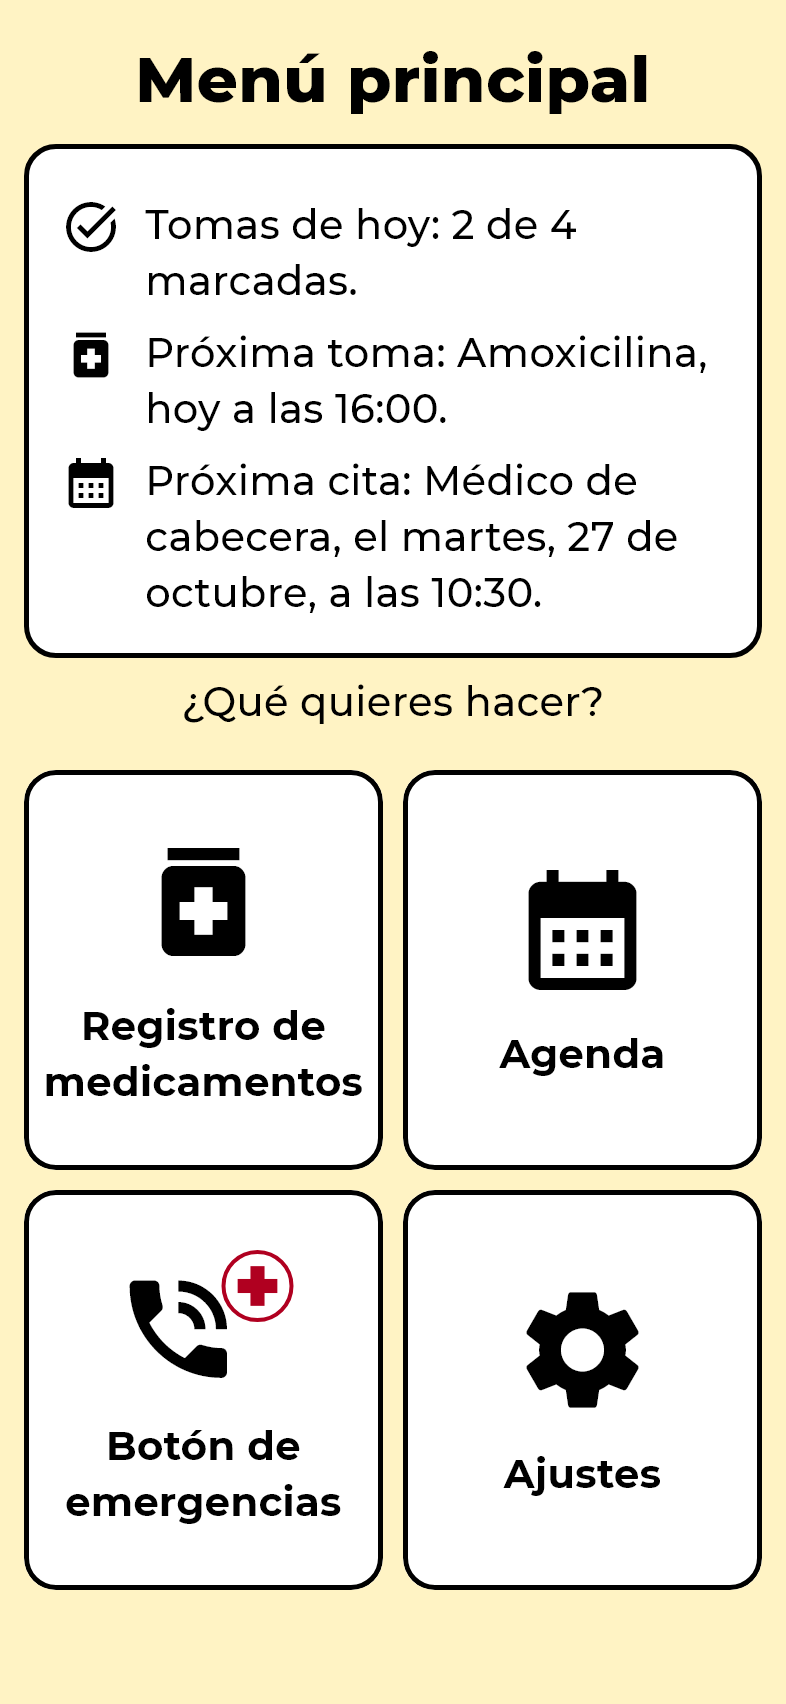 Menú principal
Tomas de hoy: 2 de 4
marcadas.
Próxima toma: Amoxicilina,
hoy a las 16:00.
Próxima cita: Médico de
cabecera, el martes, 27 de
octubre, a las 10:30.
¿Qué quieres hacer?
Registro de
medicamentos
Agenda
Botón de
emergencias
Ajustes